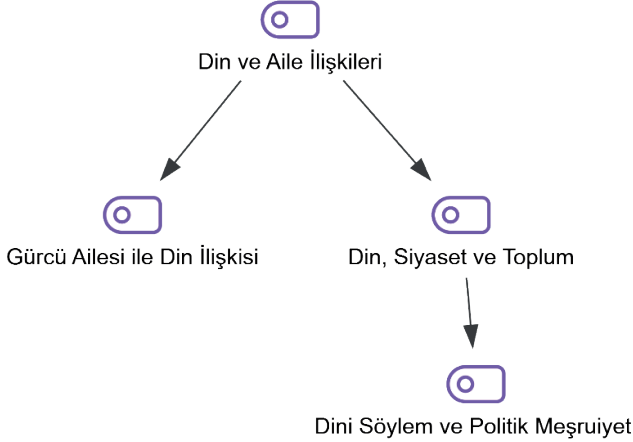 Din ve Aile İlişkileri
Gürcü Ailesi ile Din İlişkisi
Din, Siyaset ve Toplum
Dini Söylem ve Politik Meşruiyet